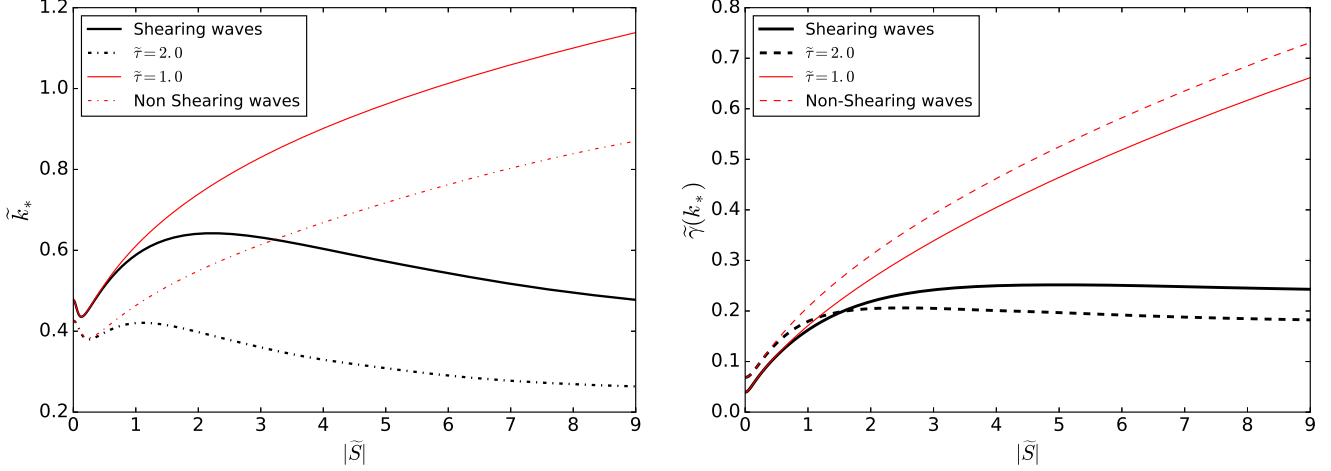 1.2
1.0
0.8
0.6
0.4
0.2
k̃*
Shearing waves
τ̃ = 2.0
τ̃ = 1.0
Non Shearing waves
0 1 2 3 4 5 6 7 8 9
|S̃|
0.8
0.7
0.6
0.5
0.4
0.3
0.2
0.1
0.0
γ̃(k*)
Shearing waves
τ̃ = 2.0
τ̃ = 1.0
Non-Shearing waves
0 1 2 3 4 5 6 7 8 9
|S̃|